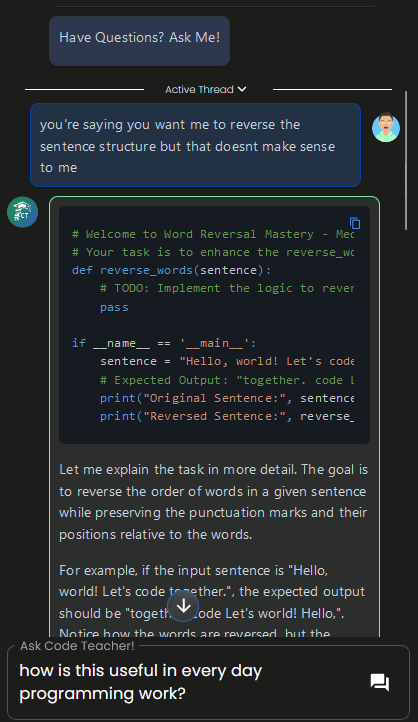 Have Questions? Ask Me!
Active Thread
you're saying you want me to reverse the
sentence structure but that doesnt make sense
to me
CT
# Welcome to Word Reversal Mastery - Med
# Your task is to enhance the reverse_wo
def reverse_words(sentence):
# TODO: Implement the logic to rever
pass
if __name__ == '__main__':
sentence = "Hello, world! Let's code
# Expected Output: "together. code L
print("Original Sentence:", sentence
print("Reversed Sentence:", reverse_
Let me explain the task in more detail. The goal is
to reverse the order of words in a given sentence
while preserving the punctuation marks and their
positions relative to the words.
For example, if the input sentence is "Hello,
world! Let's code together.", the expected output
should be "together. code Let's world! Hello,".
Notice how the words are reversed, but the
Ask Code Teacher!
how is this useful in every day
programming work?